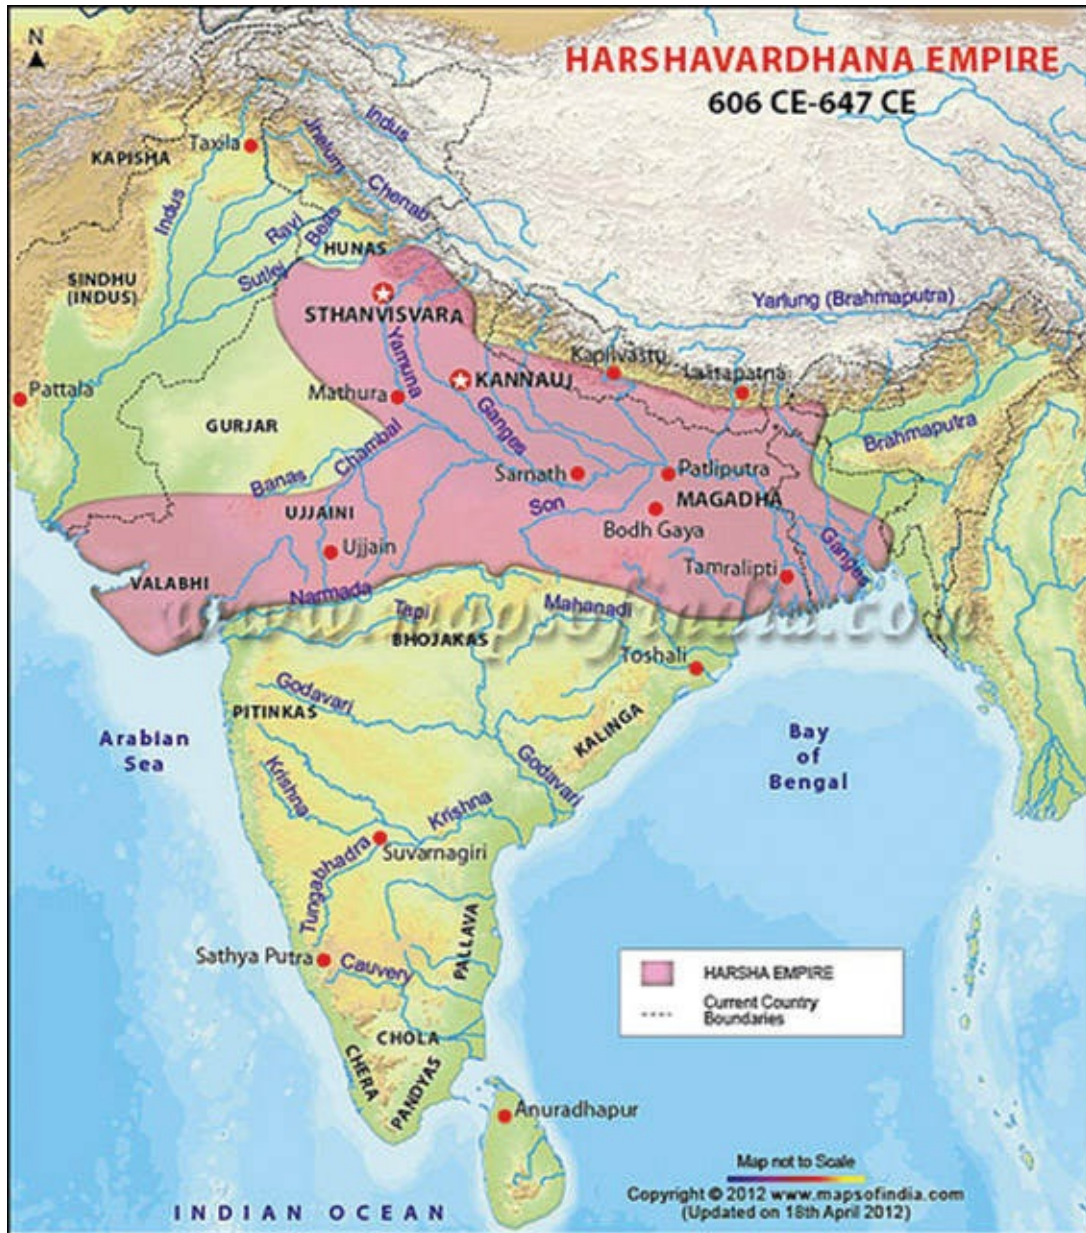 N
HARSHAVARDHANA EMPIRE
606 CE-647 CE
Taxila
KAPISHA
Indus
Jhelum
Indus
Chenab
Ravi
Beas
HUNAS
Sutlej
SINDHU
(INDUS)
STHANVISVARA
Yarlung (Brahmaputra)
Yamuna
Kapilvastu
Lalitapatna
Pattala
Mathura
KANNAUJ
GURJAR
Ganges
Chambal
Brahmaputra
Banas
Sarnath
Patliputra
UJJAINI
Son
MAGADHA
Bodh Gaya
Ujjain
Ganges
VALABHI
Tamralipti
Narmada
Tapi
Mahanadi
www.mapsofindia.com
BHOJAKAS
Toshali
Godavari
PITINKAS
KALINGA
Arabian
Sea
Bay
of
Bengal
Godavari
Krishna
Krishna
Suvarnagiri
Tungabhadra
Sathya Putra
Cauvery
PALLAVA
HARSHA EMPIRE
Current Country
Boundaries
CHOLA
CHERA
PANDYAS
Anuradhapur
Map not to Scale
Copyright © 2012 www.mapsofindia.com
(Updated on 18th April 2012)
INDIAN OCEAN